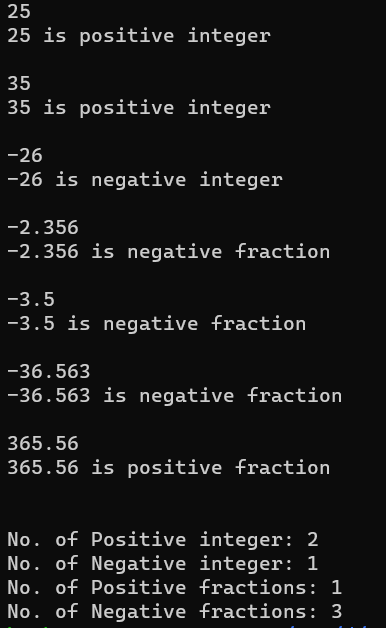 25
25 is positive integer
35
35 is positive integer
-26
-26 is negative integer
-2.356
-2.356 is negative fraction
-3.5
-3.5 is negative fraction
-36.563
-36.563 is negative fraction
365.56
365.56 is positive fraction
No. of Positive integer: 2
No. of Negative integer: 1
No. of Positive fractions: 1
No. of Negative fractions: 3